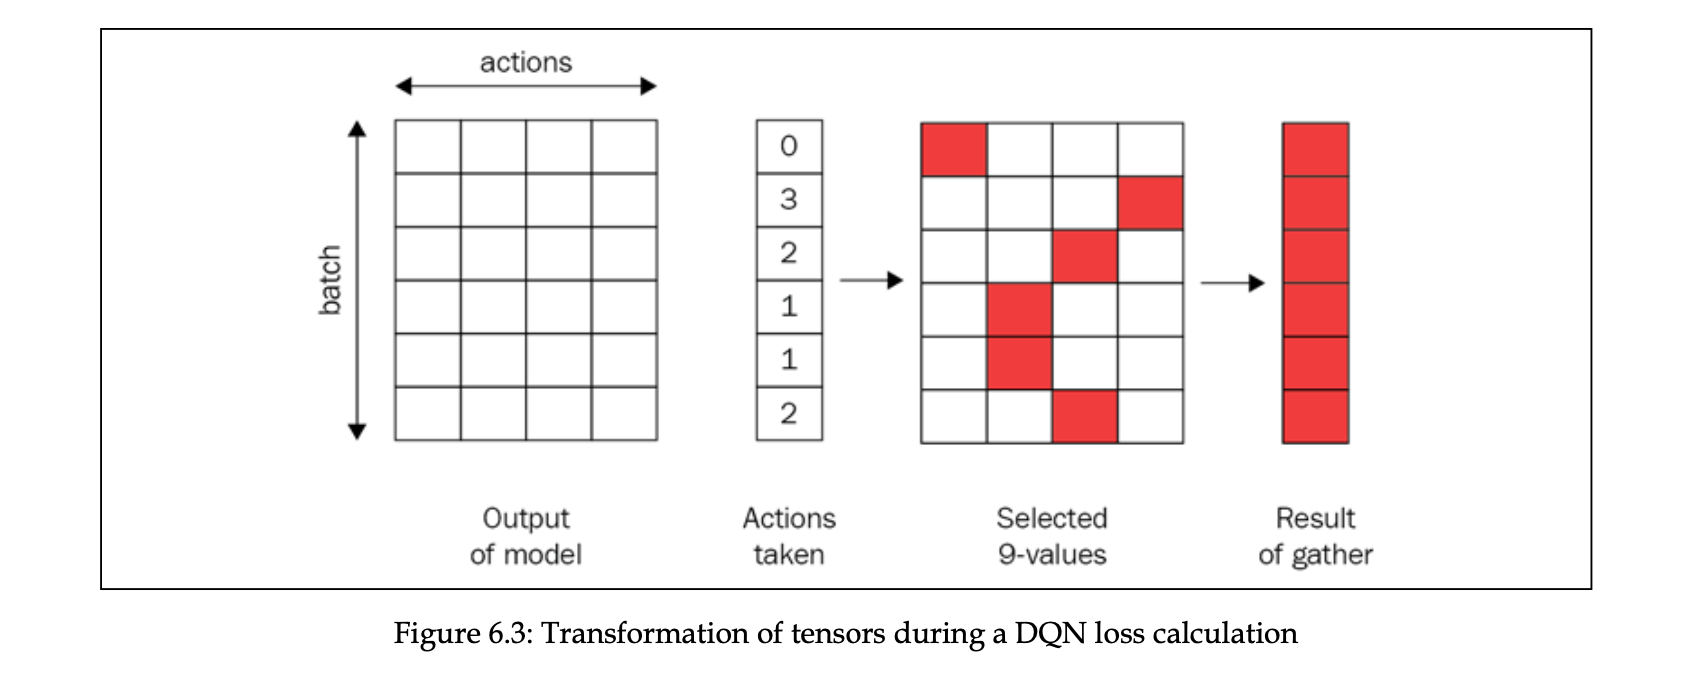 actions
batch
0
3
2
1
1
2
Output
of model
Actions
taken
Selected
9-values
Result
of gather
Figure 6.3: Transformation of tensors during a DQN loss calculation